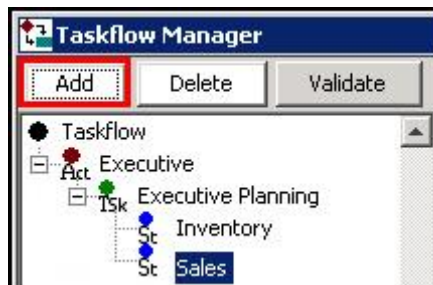 Taskflow Manager
Add Delete Validate
Taskflow
Act Executive
Tsk Executive Planning
St Inventory
St Sales